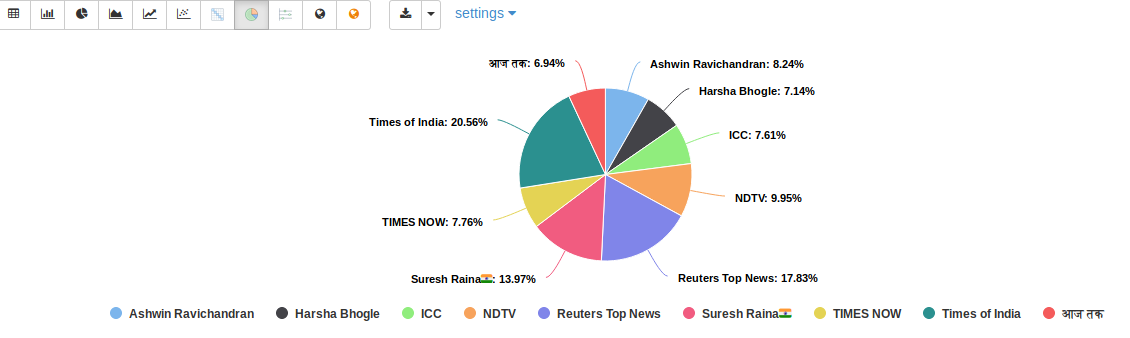 settings
आज तक: 6.94%
Ashwin Ravichandran: 8.24%
Harsha Bhogle: 7.14%
Times of India: 20.56%
ICC: 7.61%
NDTV: 9.95%
TIMES NOW: 7.76%
Suresh Raina🇮🇳: 13.97%
Reuters Top News: 17.83%
Ashwin Ravichandran Harsha Bhogle ICC NDTV Reuters Top News Suresh Raina🇮🇳 TIMES NOW Times of India आज तक